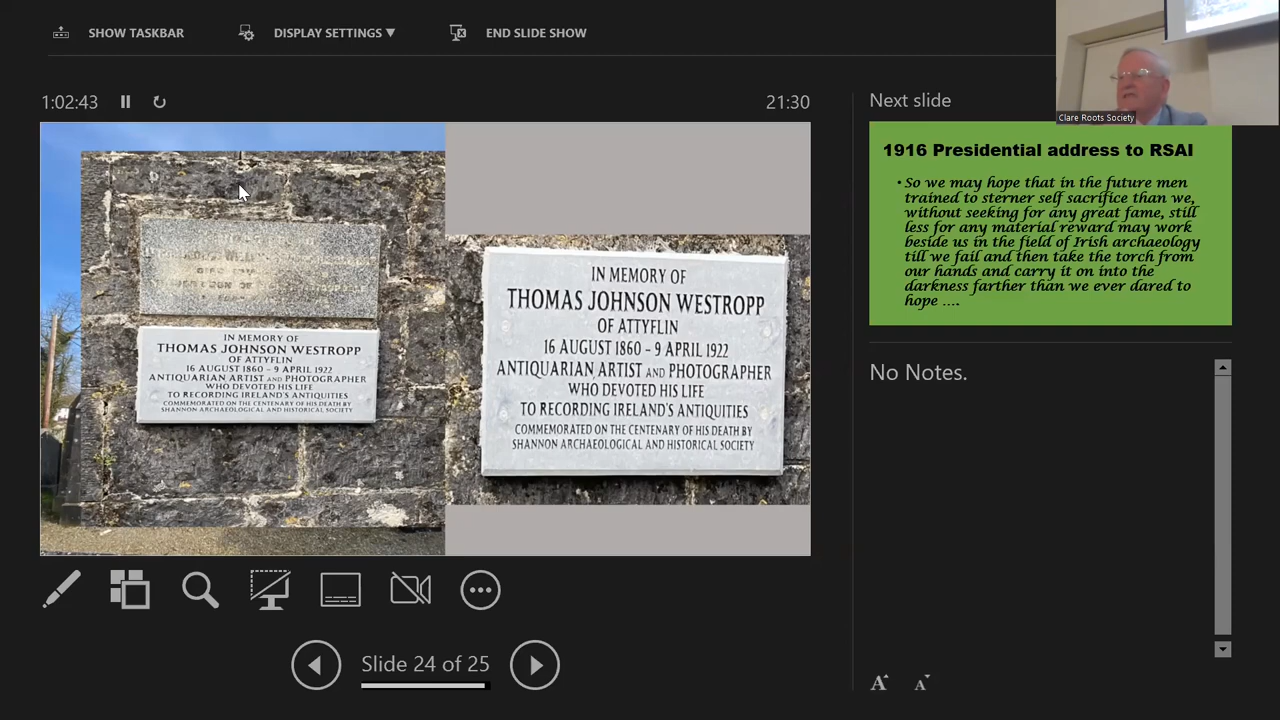 SHOW TASKBAR
DISPLAY SETTINGS ▼
END SLIDE SHOW
Clare Roots Society
1:02:43
21:30
DIED
IN MEMORY OF
THOMAS JOHNSON WESTROPP
OF ATTYFLIN
16 AUGUST 1860 – 9 APRIL 1922
ANTIQUARIAN ARTIST AND PHOTOGRAPHER
WHO DEVOTED HIS LIFE
TO RECORDING IRELAND'S ANTIQUITIES
COMMEMORATED ON THE CENTENARY OF HIS DEATH BY
SHANNON ARCHAEOLOGICAL AND HISTORICAL SOCIETY
IN MEMORY OF
THOMAS JOHNSON WESTROPP
OF ATTYFLIN
16 AUGUST 1860 – 9 APRIL 1922
ANTIQUARIAN ARTIST AND PHOTOGRAPHER
WHO DEVOTED HIS LIFE
TO RECORDING IRELAND'S ANTIQUITIES
COMMEMORATED ON THE CENTENARY OF HIS DEATH BY
SHANNON ARCHAEOLOGICAL AND HISTORICAL SOCIETY
Slide 24 of 25
Next slide
1916 Presidential address to RSAI
• So we may hope that in the future men
trained to sterner self sacrifice than we,
without seeking for any great fame, still
less for any material reward may work
beside us in the field of Irish archaeology
till we fail and then take the torch from
our hands and carry it on into the
darkness farther than we ever dared to
hope ....
No Notes.
A A